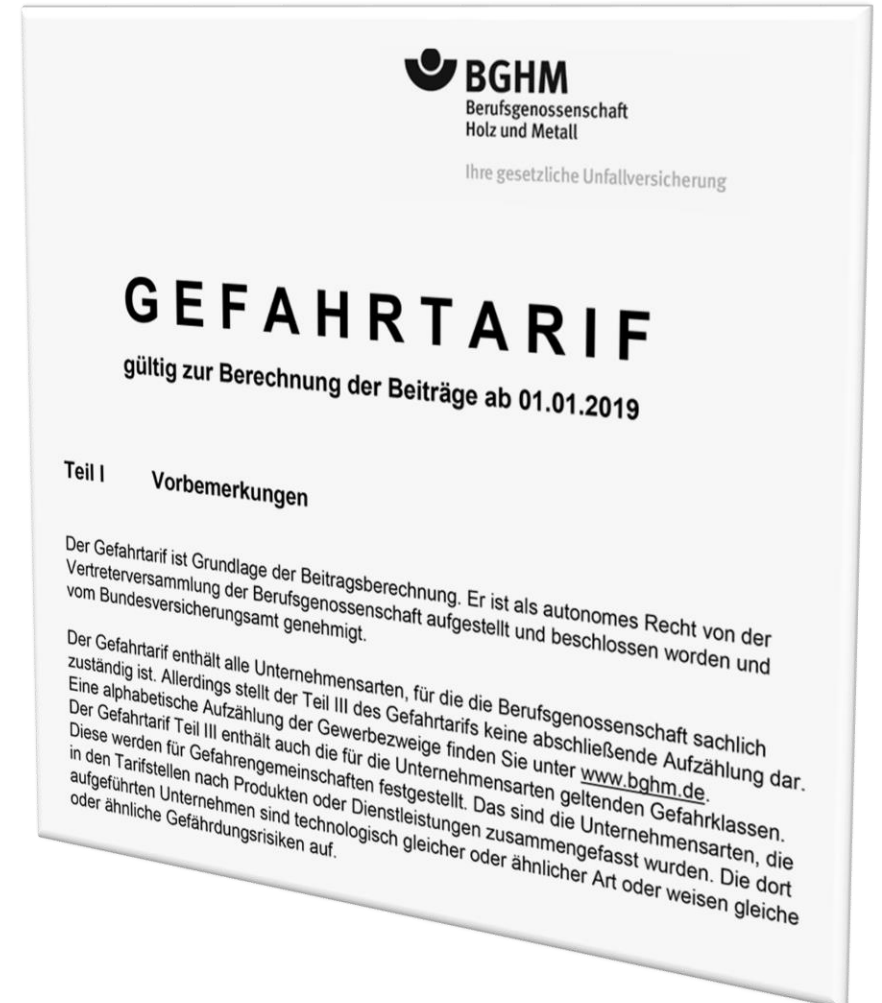 BGHM
Berufsgenossenschaft
Holz und Metall
Ihre gesetzliche Unfallversicherung
GEFAHRTARIF
gültig zur Berechnung der Beiträge ab 01.01.2019
Teil I Vorbemerkungen
Der Gefahrtarif ist Grundlage der Beitragsberechnung. Er ist als autonomes Recht von der
Vertreterversammlung der Berufsgenossenschaft aufgestellt und beschlossen worden und
vom Bundesversicherungsamt genehmigt.
Der Gefahrtarif enthält alle Unternehmensarten, für die die Berufsgenossenschaft sachlich
zuständig ist. Allerdings stellt der Teil III des Gefahrtarifs keine abschließende Aufzählung dar.
Eine alphabetische Aufzählung der Gewerbezweige finden Sie unter www.bghm.de.
Der Gefahrtarif Teil III enthält auch die für die Unternehmensarten geltenden Gefahrklassen.
Diese werden für Gefahrengemeinschaften festgestellt. Das sind die Unternehmensarten, die
in den Tarifstellen nach Produkten oder Dienstleistungen zusammengefasst wurden. Die dort
aufgeführten Unternehmen sind technologisch gleicher oder ähnlicher Art oder weisen gleiche
oder ähnliche Gefährdungsrisiken auf.